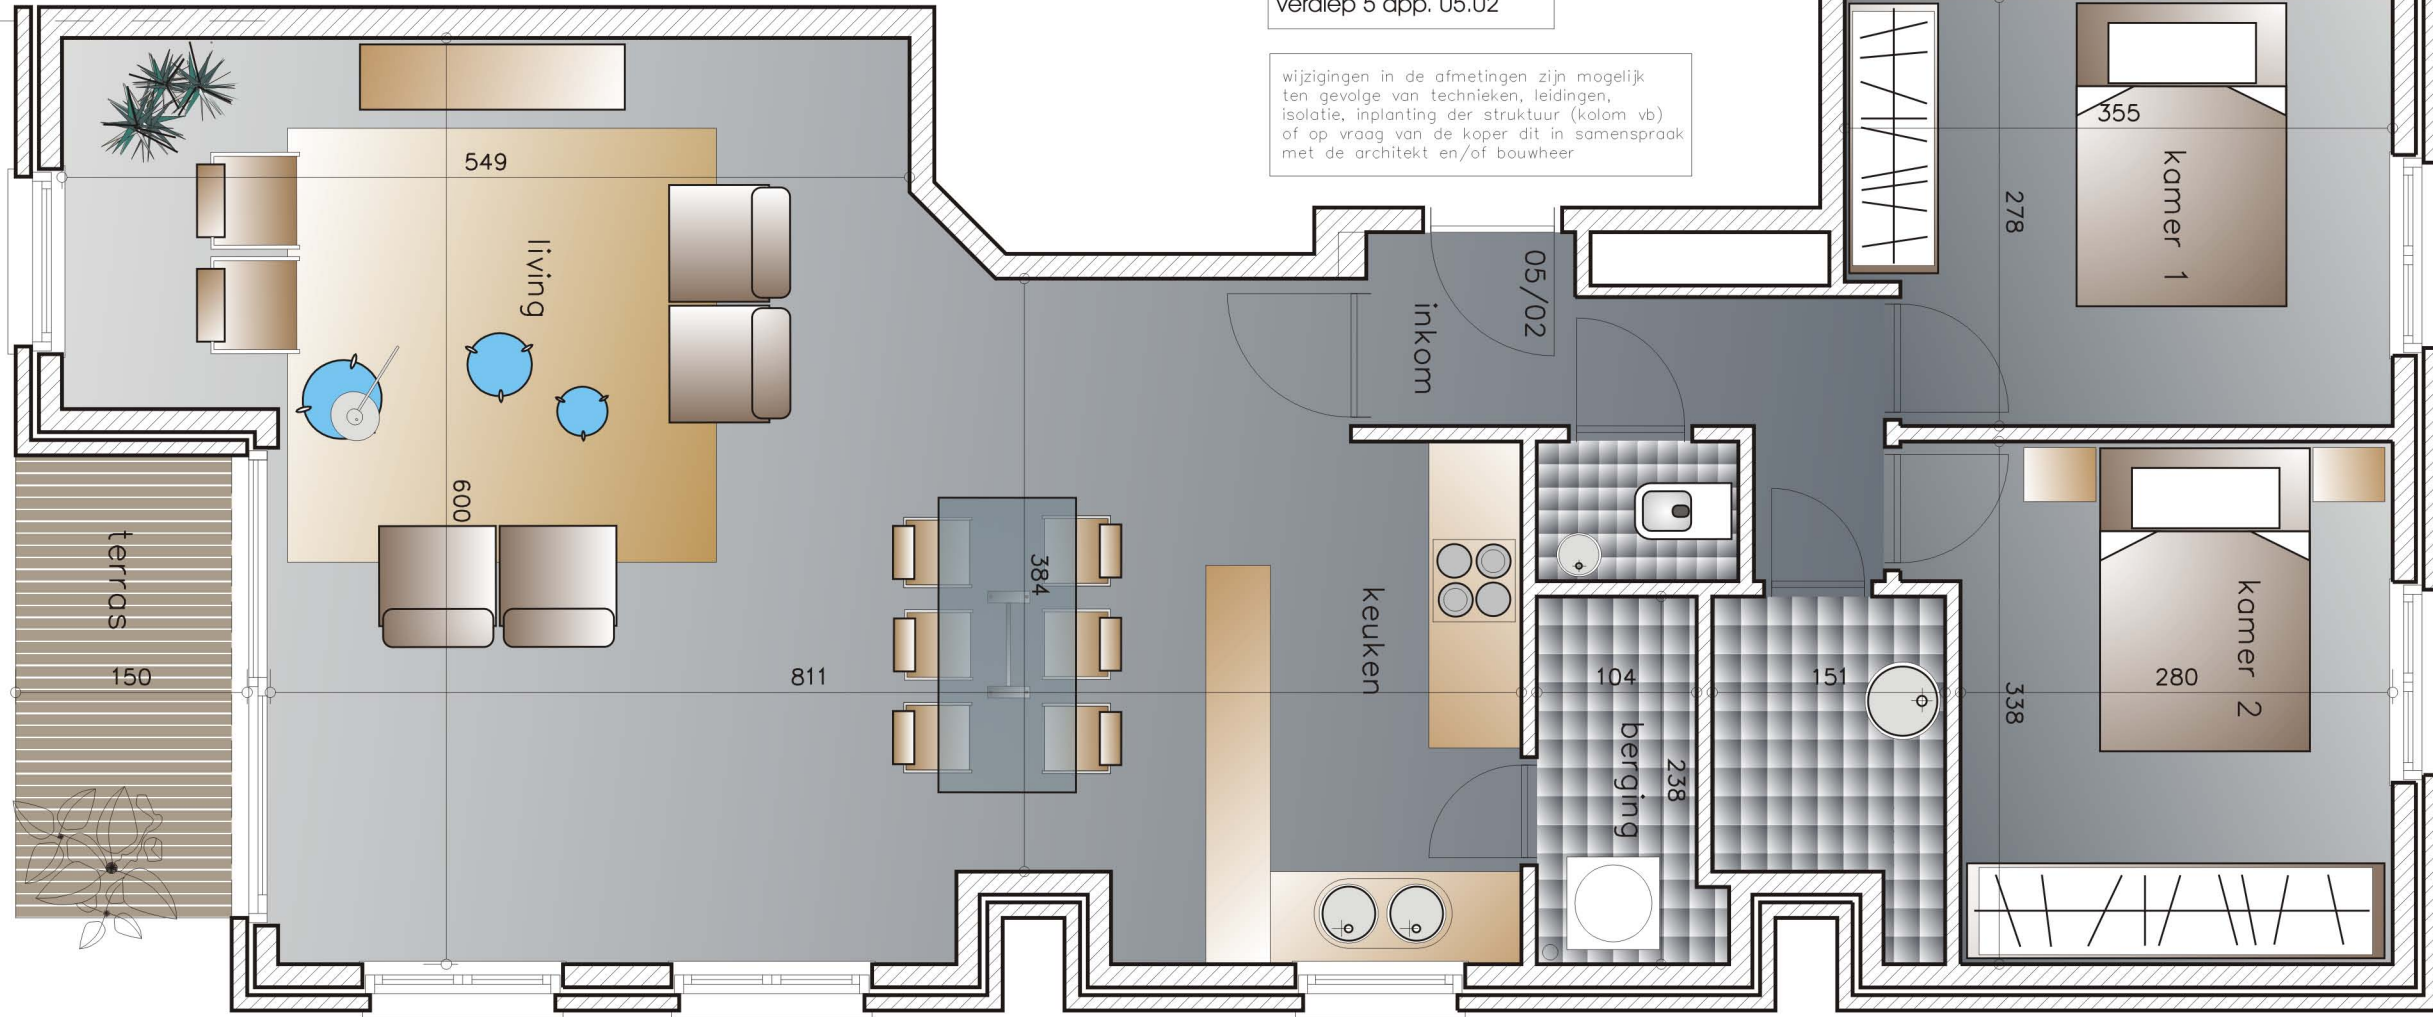 verdiep 5 app. 05.02
wijzigingen in de afmetingen zijn mogelijk
ten gevolge van technieken, leidingen,
isolatie, inplanting der struktuur (kolom vb)
of op vraag van de koper dit in samenspraak
met de architekt en/of bouwheer
549
living
600
terras
150
811
384
keuken
inkom
05/02
104
berging
238
151
355
kamer 1
278
kamer 2
280
338